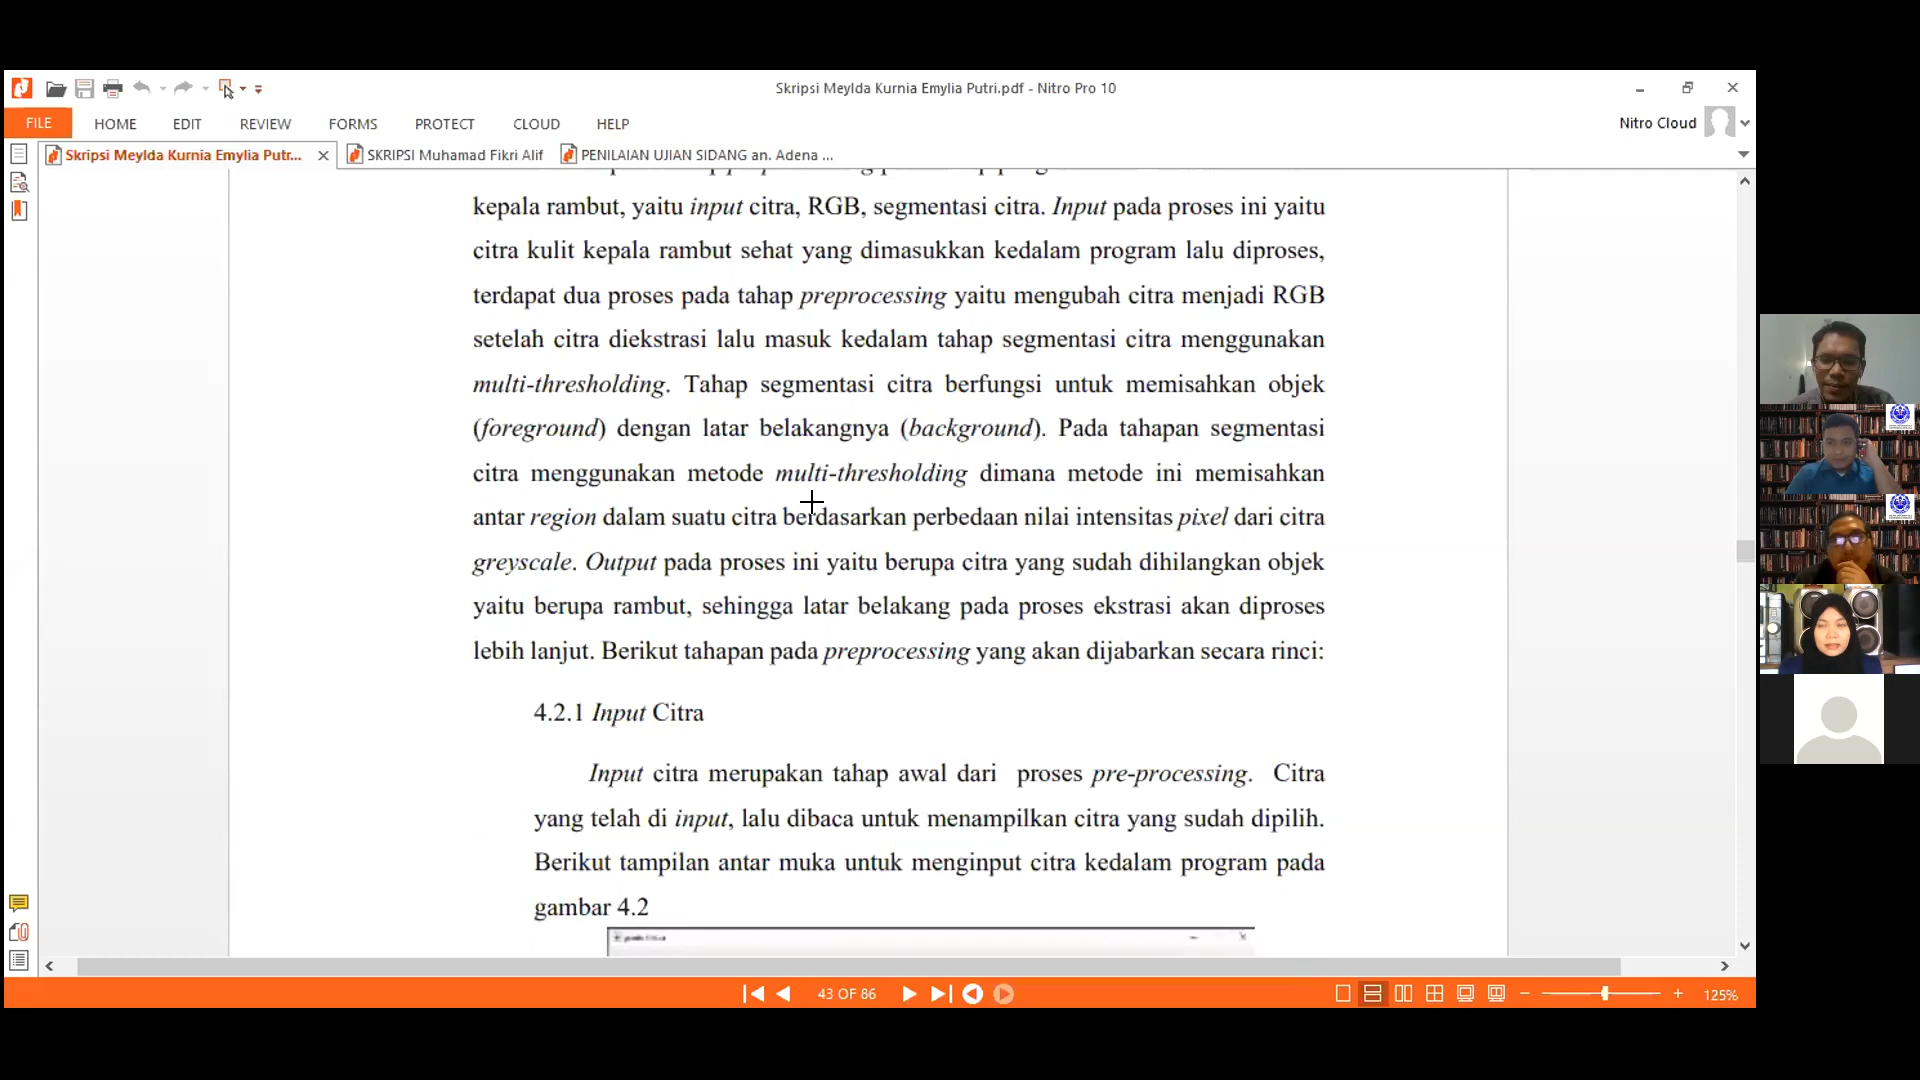 Skripsi Meylda Kurnia Emylia Putri.pdf - Nitro Pro 10
FILE HOME EDIT REVIEW FORMS PROTECT CLOUD HELP
Nitro Cloud
Skripsi Meylda Kurnia Emylia Putr... SKRIPSI Muhamad Fikri Alif PENILAIAN UJIAN SIDANG an. Adena ...
kepala rambut, yaitu input citra, RGB, segmentasi citra. Input pada proses ini yaitu
citra kulit kepala rambut sehat yang dimasukkan kedalam program lalu diproses,
terdapat dua proses pada tahap preprocessing yaitu mengubah citra menjadi RGB
setelah citra diekstrasi lalu masuk kedalam tahap segmentasi citra menggunakan
multi-thresholding. Tahap segmentasi citra berfungsi untuk memisahkan objek
(foreground) dengan latar belakangnya (background). Pada tahapan segmentasi
citra menggunakan metode multi-thresholding dimana metode ini memisahkan
antar region dalam suatu citra berdasarkan perbedaan nilai intensitas pixel dari citra
greyscale. Output pada proses ini yaitu berupa citra yang sudah dihilangkan objek
yaitu berupa rambut, sehingga latar belakang pada proses ekstrasi akan diproses
lebih lanjut. Berikut tahapan pada preprocessing yang akan dijabarkan secara rinci:
4.2.1 Input Citra
Input citra merupakan tahap awal dari proses pre-processing. Citra
yang telah di input, lalu dibaca untuk menampilkan citra yang sudah dipilih.
Berikut tampilan antar muka untuk menginput citra kedalam program pada
gambar 4.2
43 OF 86
125%